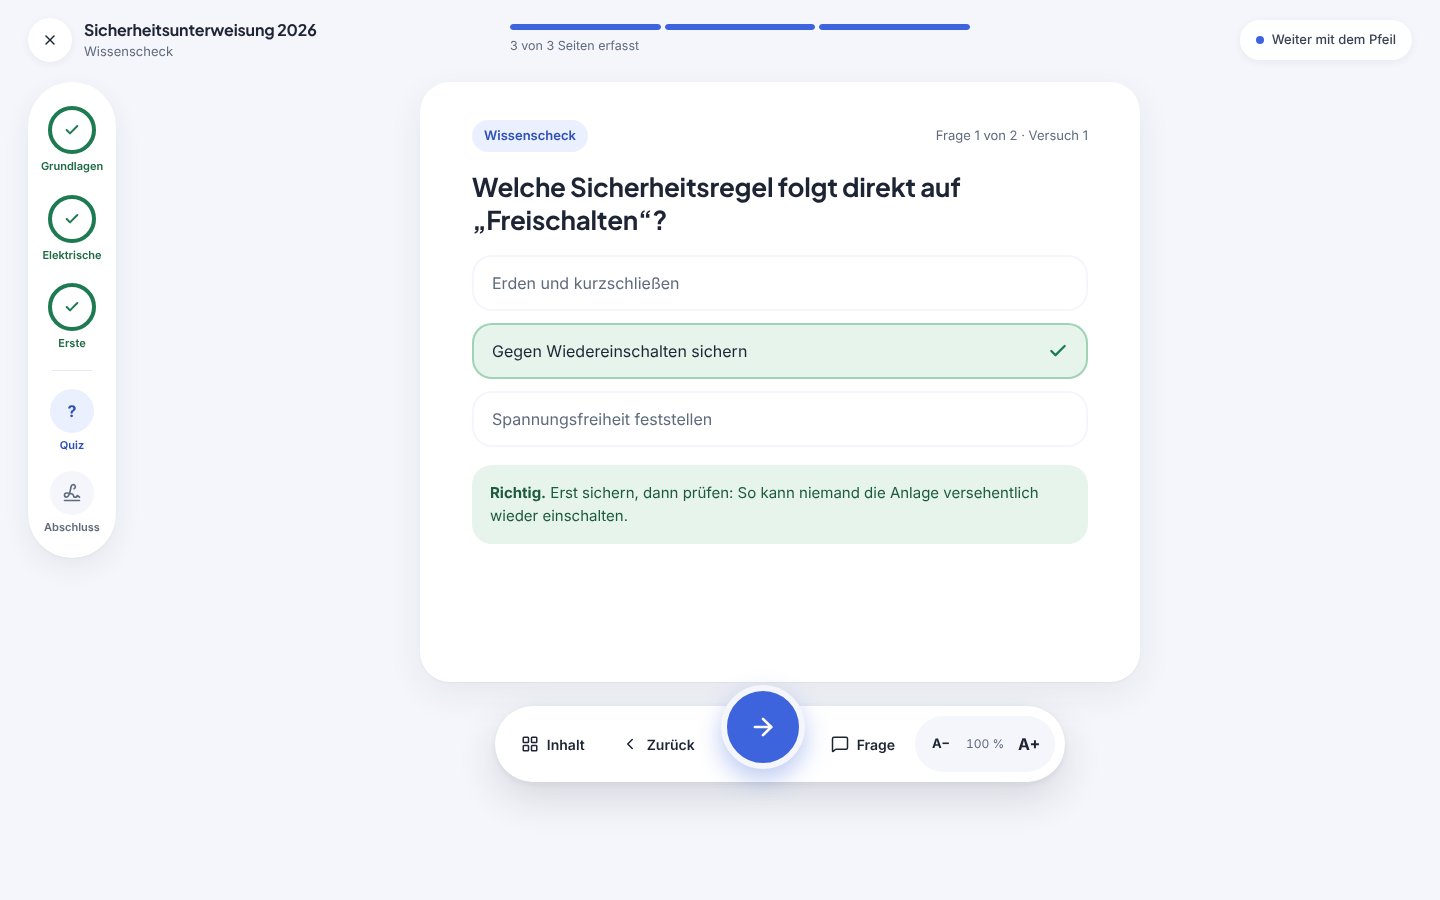 Sicherheitsunterweisung 2026
Wissenscheck
3 von 3 Seiten erfasst
Weiter mit dem Pfeil
Grundlagen
Elektrische
Erste
?
Quiz
Abschluss
Wissenscheck
Frage 1 von 2 · Versuch 1
Welche Sicherheitsregel folgt direkt auf
„Freischalten“?
Erden und kurzschließen
Gegen Wiedereinschalten sichern
Spannungsfreiheit feststellen
Richtig. Erst sichern, dann prüfen: So kann niemand die Anlage versehentlich
wieder einschalten.
Inhalt
Zurück
Frage
A−
100 %
A+